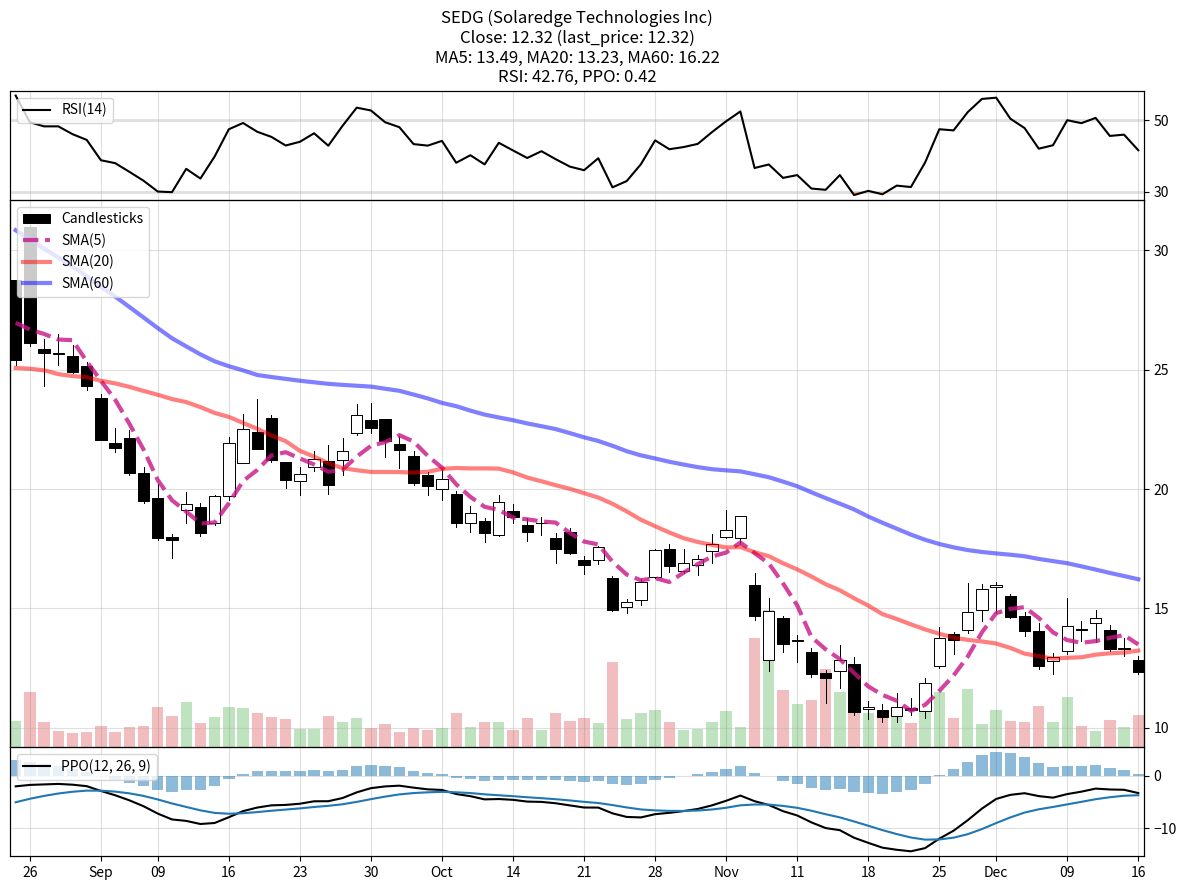 SEDG (Solaredge Technologies Inc)
Close: 12.32 (last_price: 12.32)
MA5: 13.49, MA20: 13.23, MA60: 16.22
RSI: 42.76, PPO: 0.42
RSI(14)
50
30
Candlesticks
SMA(5)
SMA(20)
SMA(60)
30
25
20
15
10
PPO(12, 26, 9)
0
−10
26 Sep 09 16 23 30 Oct 14 21 28 Nov 11 18 25 Dec 09 16